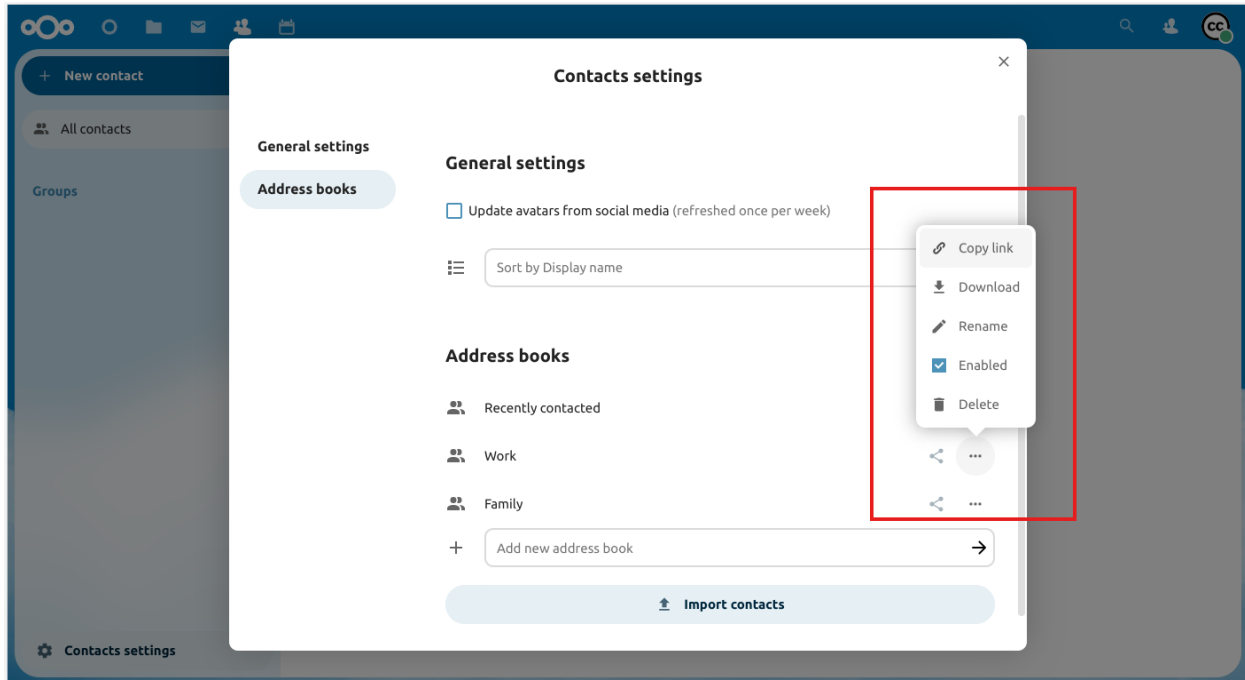 CC
New contact
All contacts
Groups
Contacts settings
Contacts settings
General settings
Address books
General settings
Update avatars from social media (refreshed once per week)
Sort by Display name
Address books
Recently contacted
Work
Family
Add new address book
Import contacts
Copy link
Download
Rename
Enabled
Delete